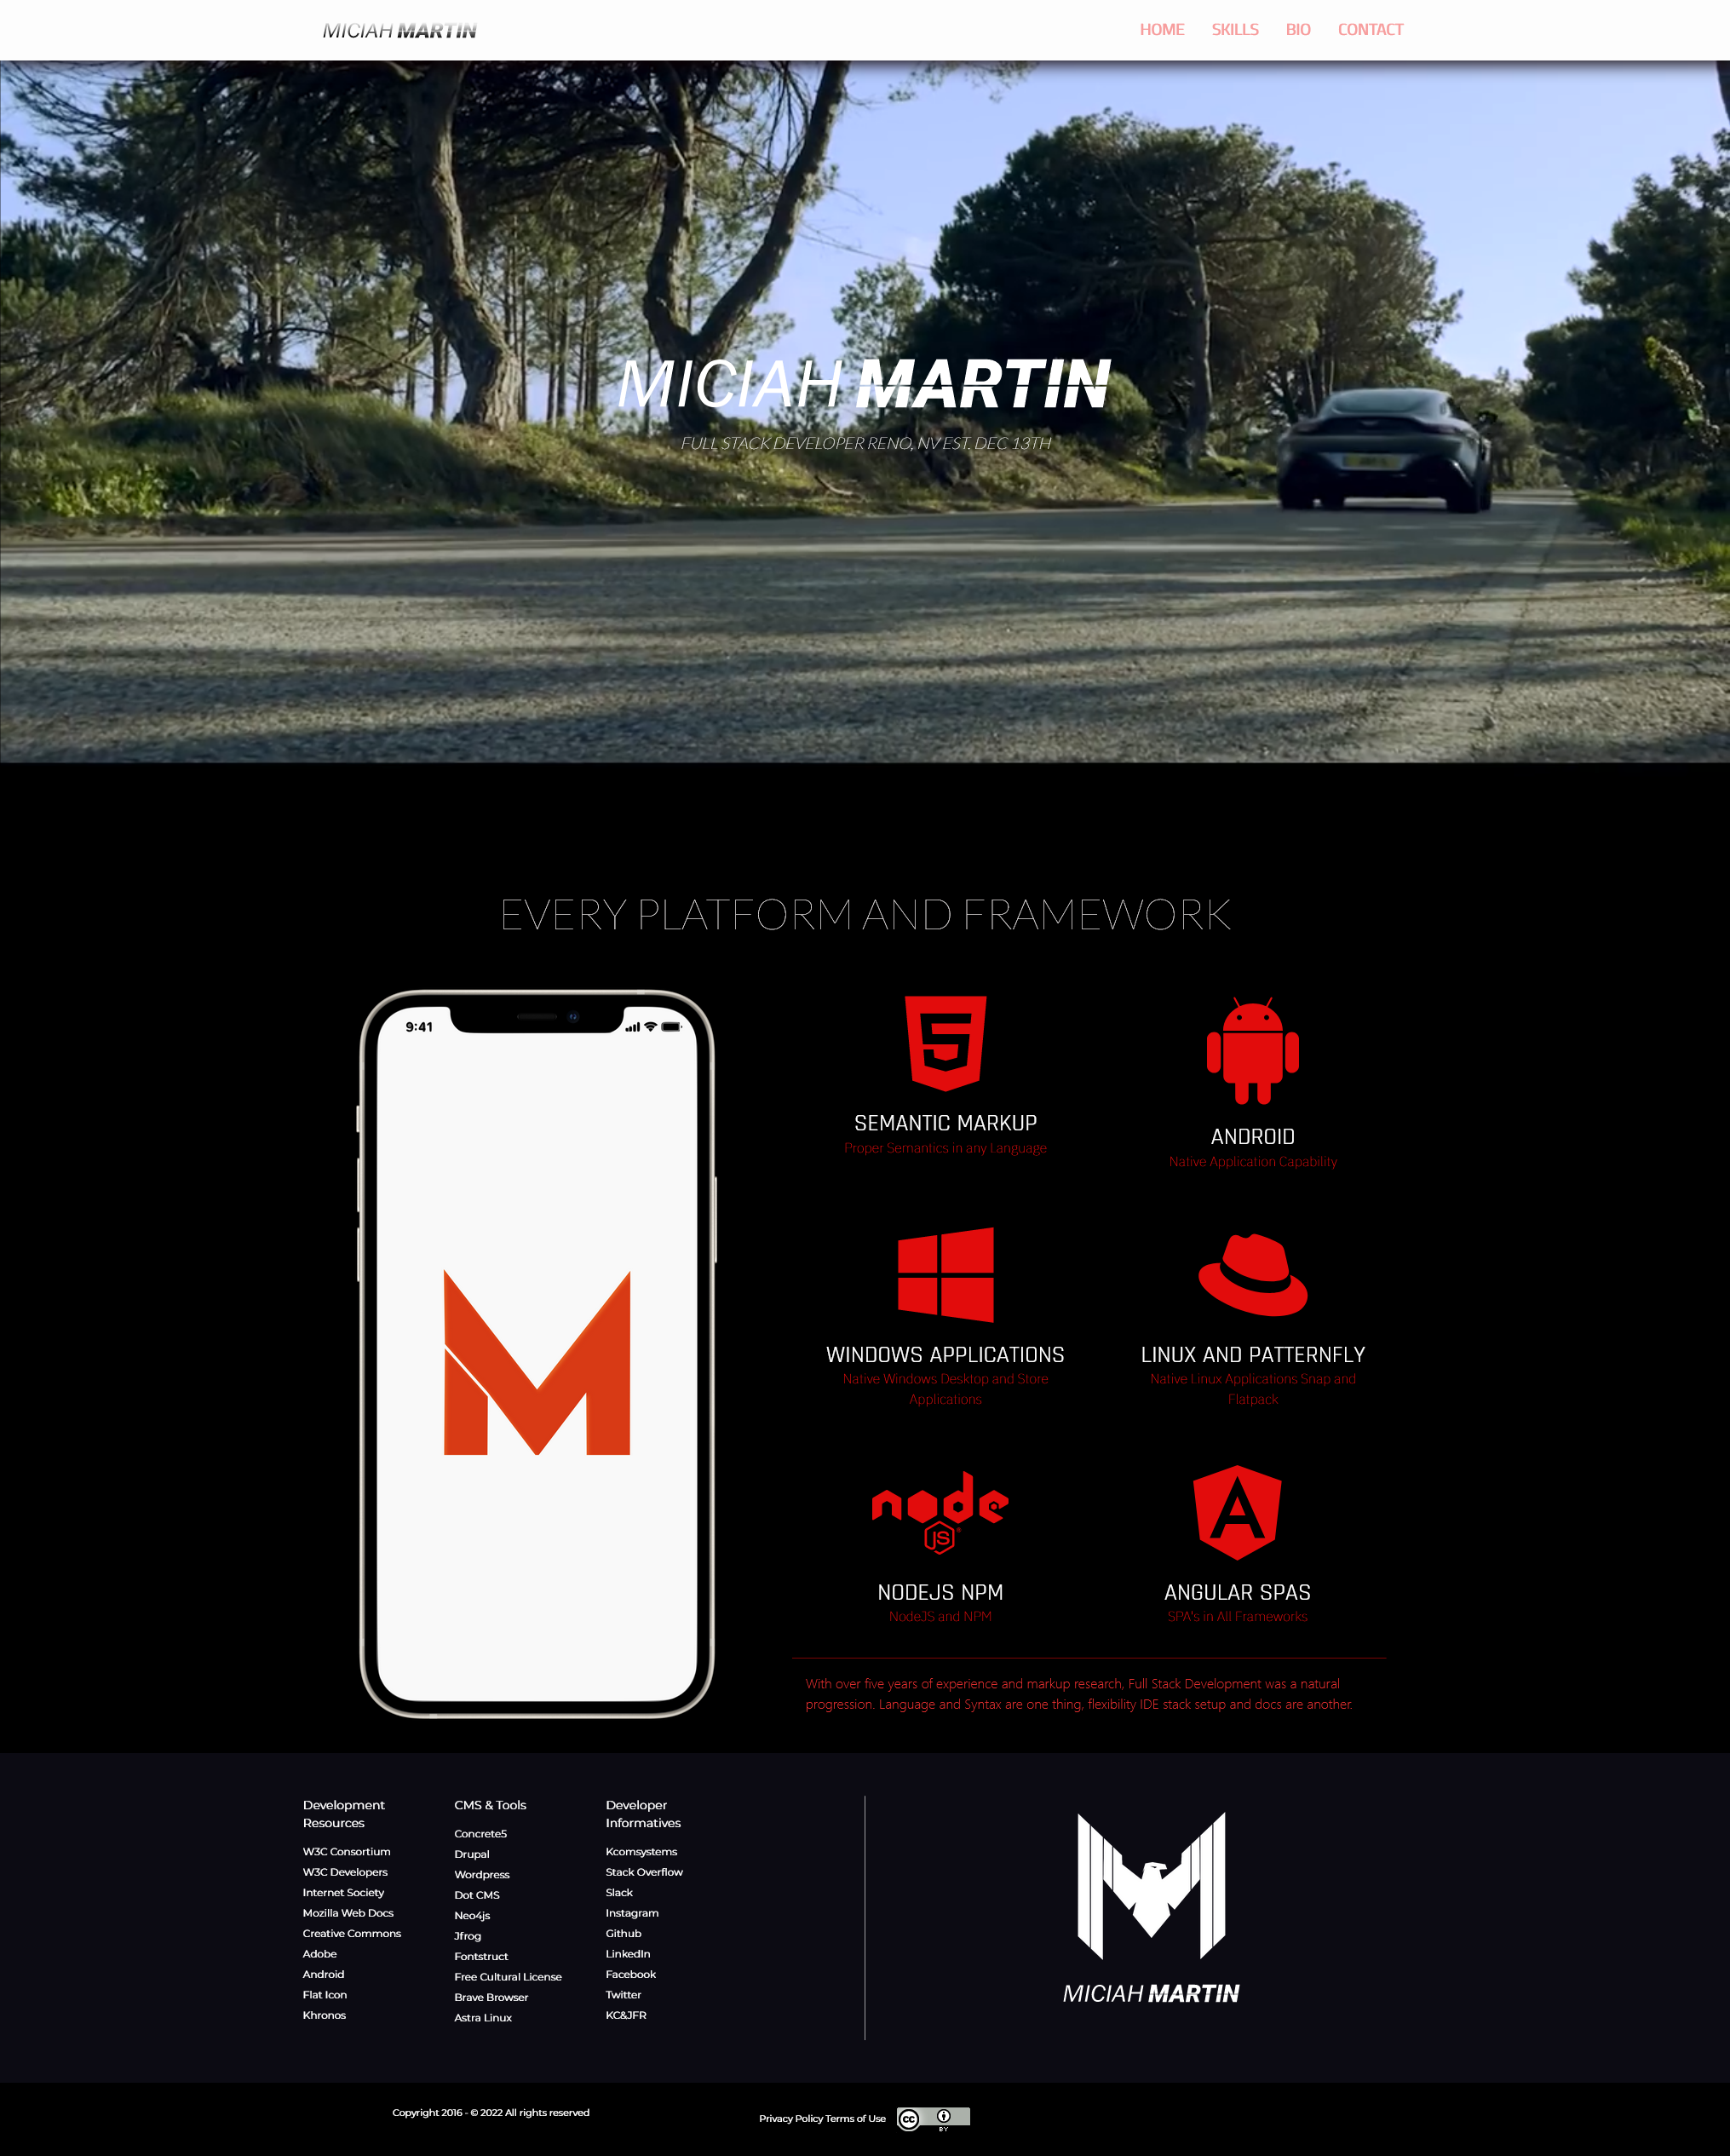 MICIAH MARTIN
HOME SKILLS BIO CONTACT
MICIAH MARTIN
FULL STACK DEVELOPER RENO, NV EST. DEC 13TH
EVERY PLATFORM AND FRAMEWORK
9:41
SEMANTIC MARKUP
Proper Semantics in any Language
ANDROID
Native Application Capability
WINDOWS APPLICATIONS
Native Windows Desktop and Store
Applications
LINUX AND PATTERNFLY
Native Linux Applications Snap and
Flatpack
node
JS
NODEJS NPM
NodeJS and NPM
ANGULAR SPAS
SPA's in All Frameworks
With over five years of experience and markup research, Full Stack Development was a natural
progression. Language and Syntax are one thing, flexibility IDE stack setup and docs are another.
Development
Resources
W3C Consortium
W3C Developers
Internet Society
Mozilla Web Docs
Creative Commons
Adobe
Android
Flat Icon
Khronos
CMS & Tools
Concrete5
Drupal
Wordpress
Dot CMS
Neo4js
Jfrog
Fontstruct
Free Cultural License
Brave Browser
Astra Linux
Developer
Informatives
Kcomsystems
Stack Overflow
Slack
Instagram
Github
LinkedIn
Facebook
Twitter
KC&JFR
MICIAH MARTIN
Copyright 2016 - © 2022 All rights reserved
Privacy Policy Terms of Use
cc
BY